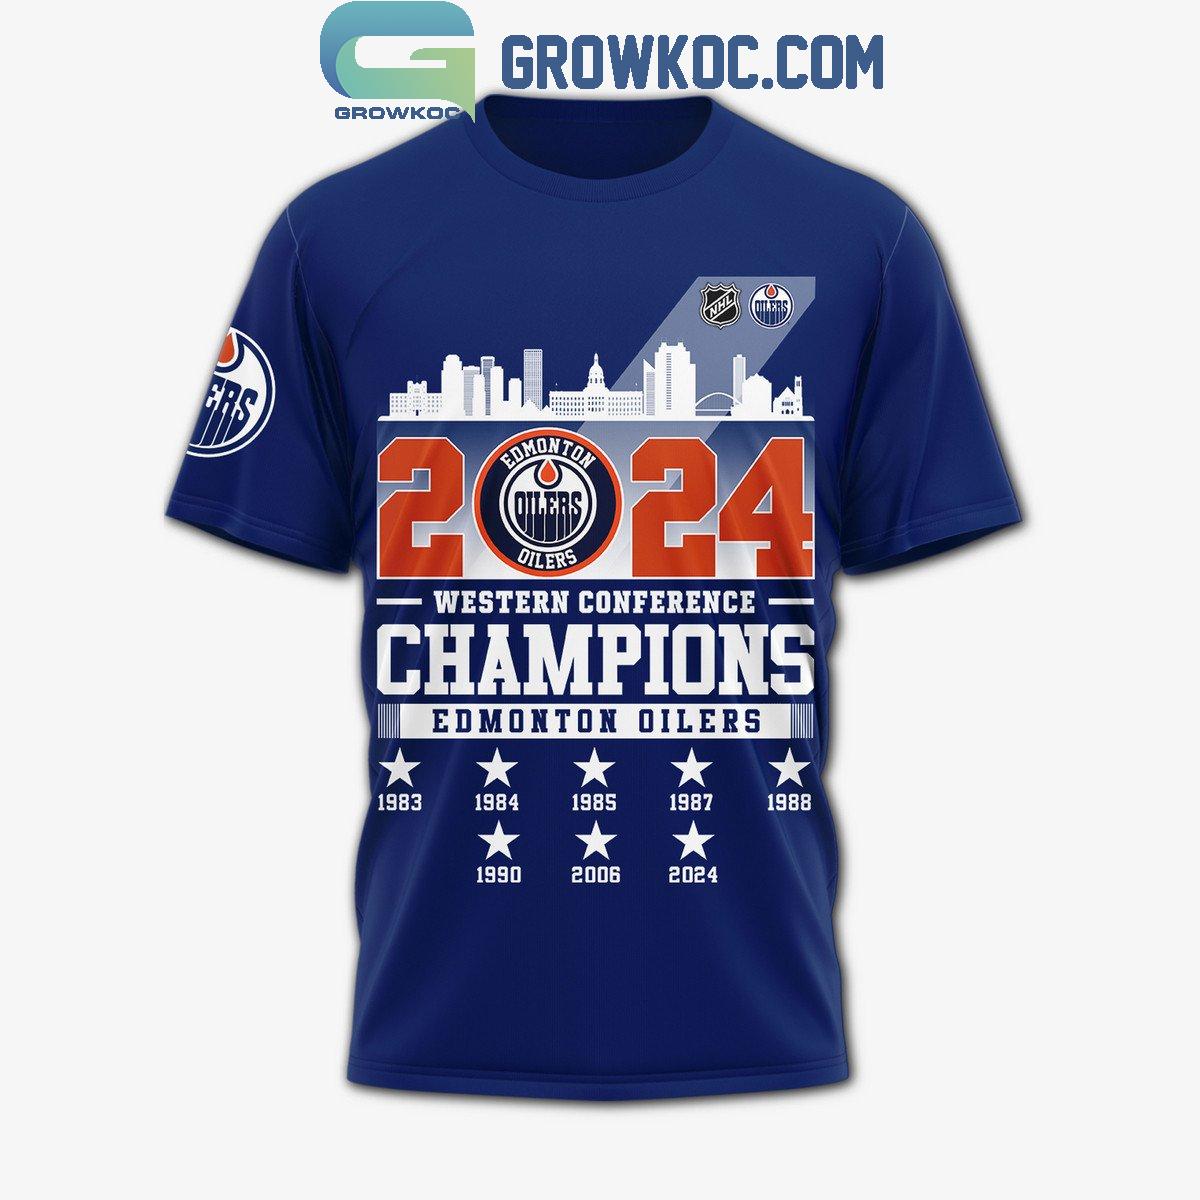 GROWKOC
GROWKOC.COM
NHL
OILERS
ERS
2024
EDMONTON
OILERS
OILERS
WESTERN CONFERENCE
CHAMPIONS
EDMONTON OILERS
1983 1984 1985 1987 1988
1990 2006 2024